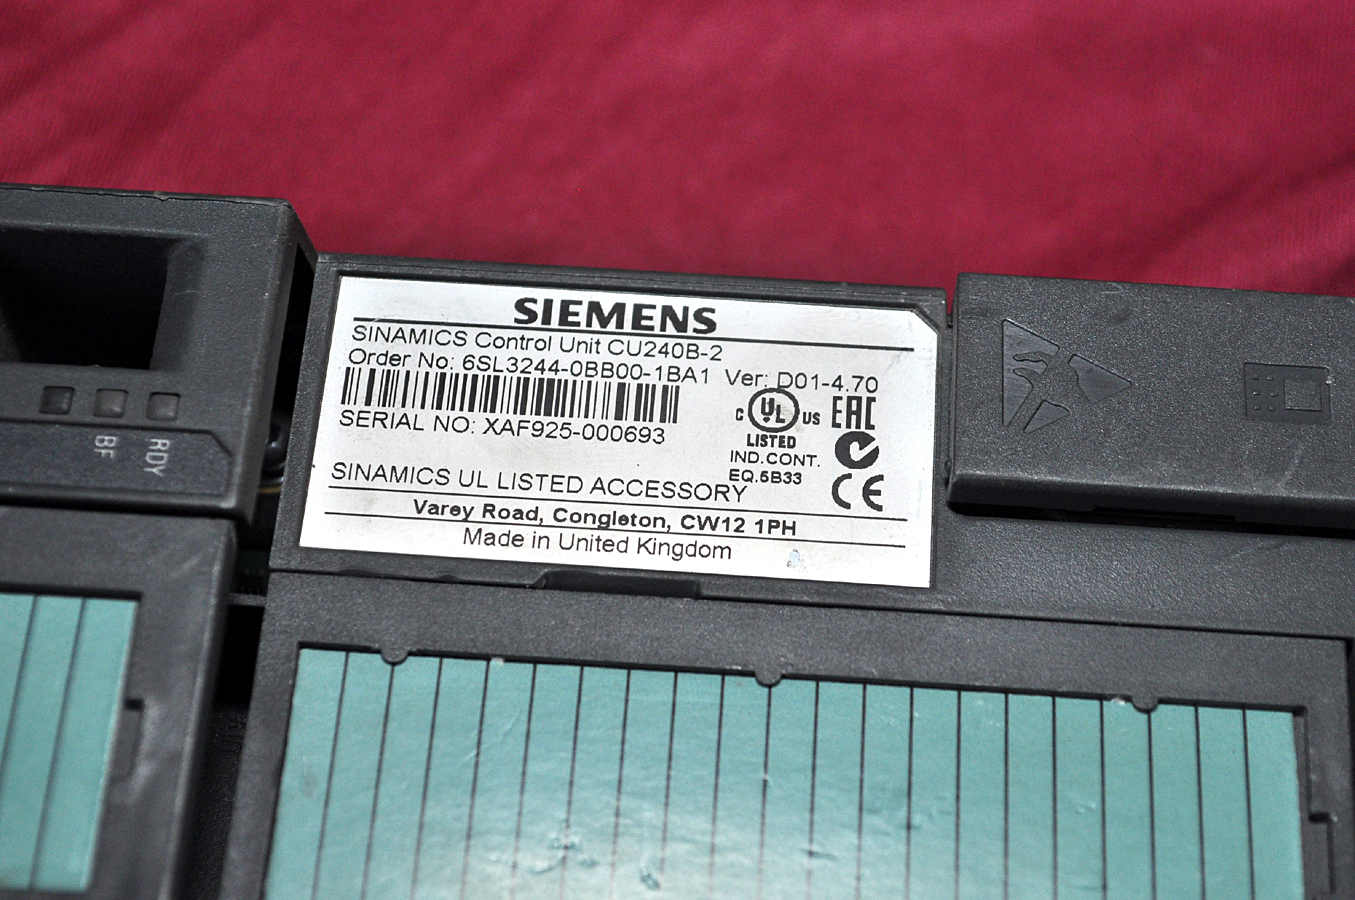 SIEMENS
SINAMICS Control Unit CU240B-2
Order No: 6SL3244-0BB00-1BA1 Ver: D01-4.70
SERIAL NO: XAF925-000693
C UL US EAC
LISTED
IND.CONT.
EQ.5B33
CE
SINAMICS UL LISTED ACCESSORY
Varey Road, Congleton, CW12 1PH
Made in United Kingdom
RDY
BF